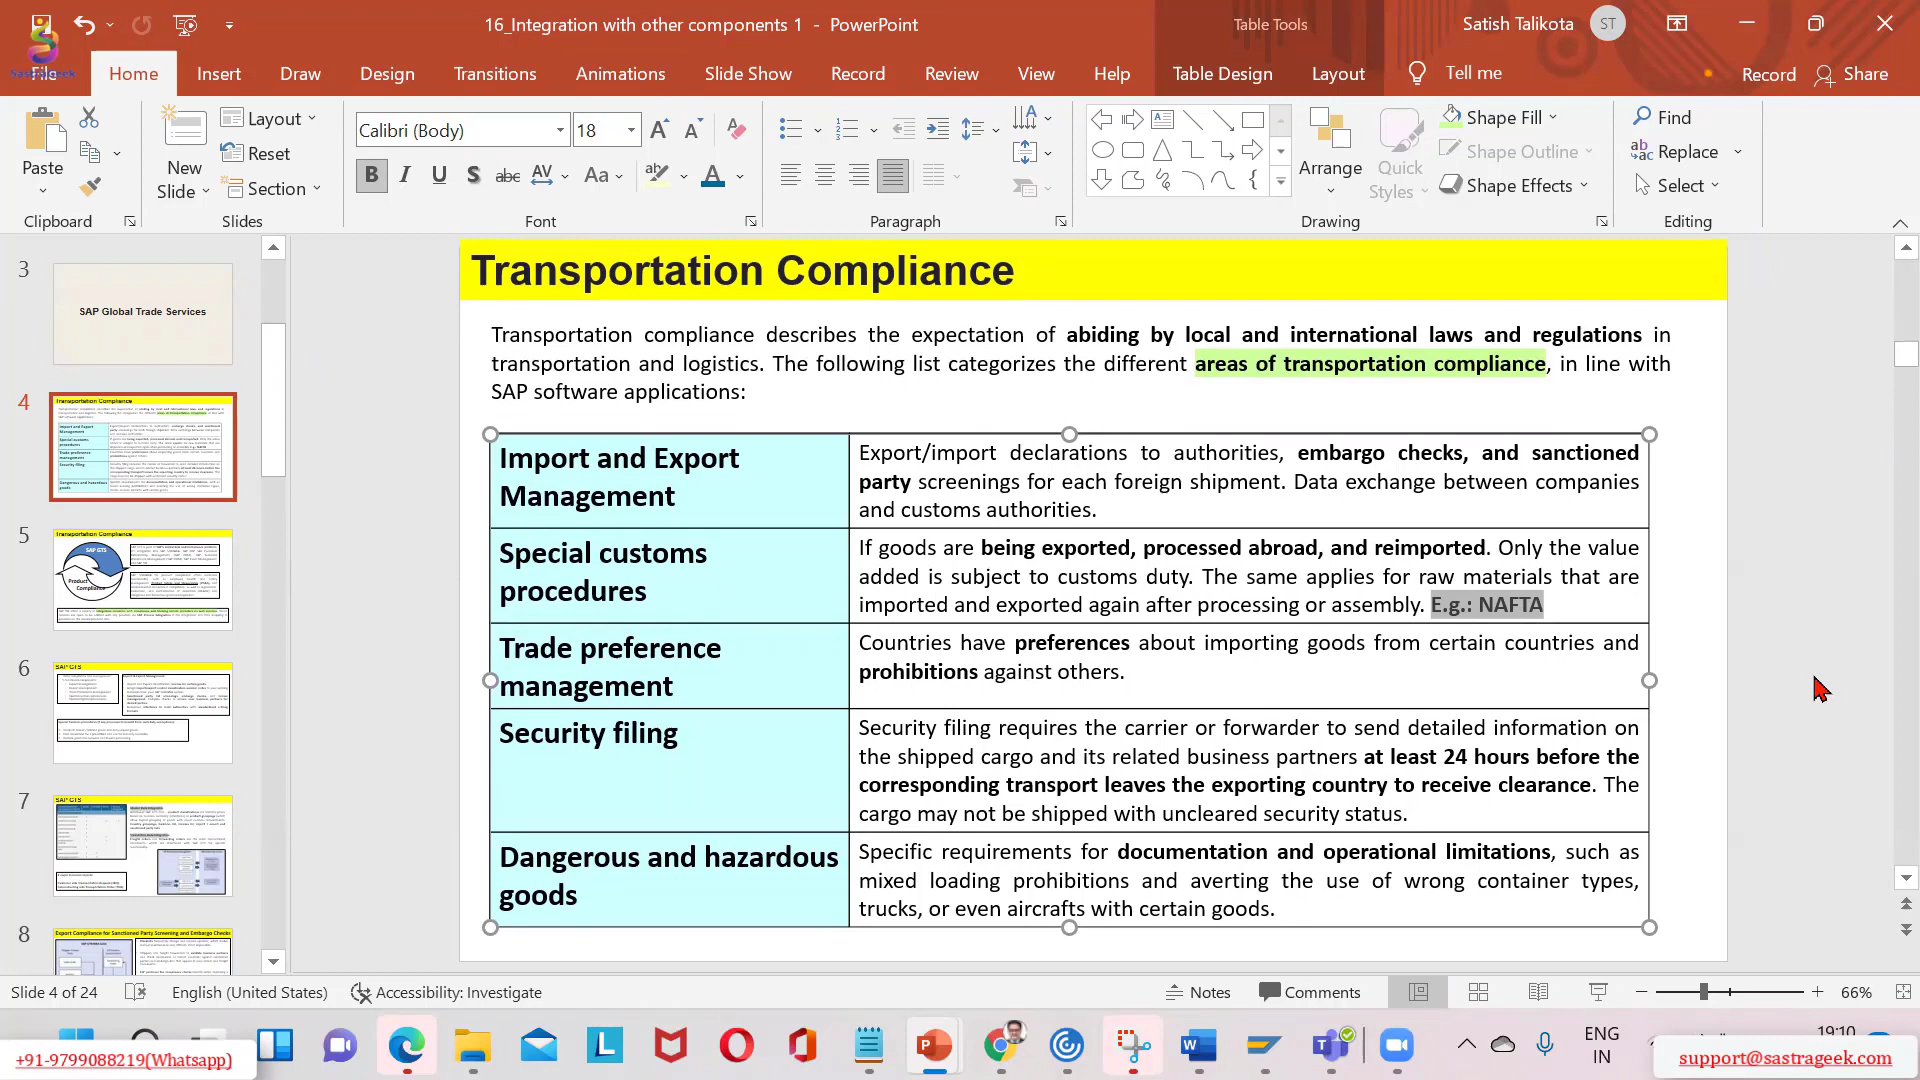 16_Integration with other components 1 - PowerPoint
Table Tools
Satish Talikota
ST
Sastrageek
File
Home
Insert
Draw
Design
Transitions
Animations
Slide Show
Record
Review
View
Help
Table Design
Layout
Tell me
Record
Share
Paste
New Slide
Layout
Reset
Section
Calibri (Body)
18
Find
Replace
Select
Arrange
Quick Styles
Shape Fill
Shape Outline
Shape Effects
Clipboard
Slides
Font
Paragraph
Drawing
Editing
3
SAP Global Trade Services
4
5
6
7
8
Transportation Compliance
Transportation compliance describes the expectation of abiding by local and international laws and regulations in
transportation and logistics. The following list categorizes the different areas of transportation compliance, in line with
SAP software applications:
Import and Export
Management
Export/import declarations to authorities, embargo checks, and sanctioned
party screenings for each foreign shipment. Data exchange between companies
and customs authorities.
Special customs
procedures
If goods are being exported, processed abroad, and reimported. Only the value
added is subject to customs duty. The same applies for raw materials that are
imported and exported again after processing or assembly. E.g.: NAFTA
Trade preference
management
Countries have preferences about importing goods from certain countries and
prohibitions against others.
Security filing
Security filing requires the carrier or forwarder to send detailed information on
the shipped cargo and its related business partners at least 24 hours before the
corresponding transport leaves the exporting country to receive clearance. The
cargo may not be shipped with uncleared security status.
Dangerous and hazardous
goods
Specific requirements for documentation and operational limitations, such as
mixed loading prohibitions and averting the use of wrong container types,
trucks, or even aircrafts with certain goods.
Slide 4 of 24
English (United States)
Accessibility: Investigate
Notes
Comments
66%
ENG
IN
19:10
+91-9799088219(Whatsapp)
support@sastrageek.com